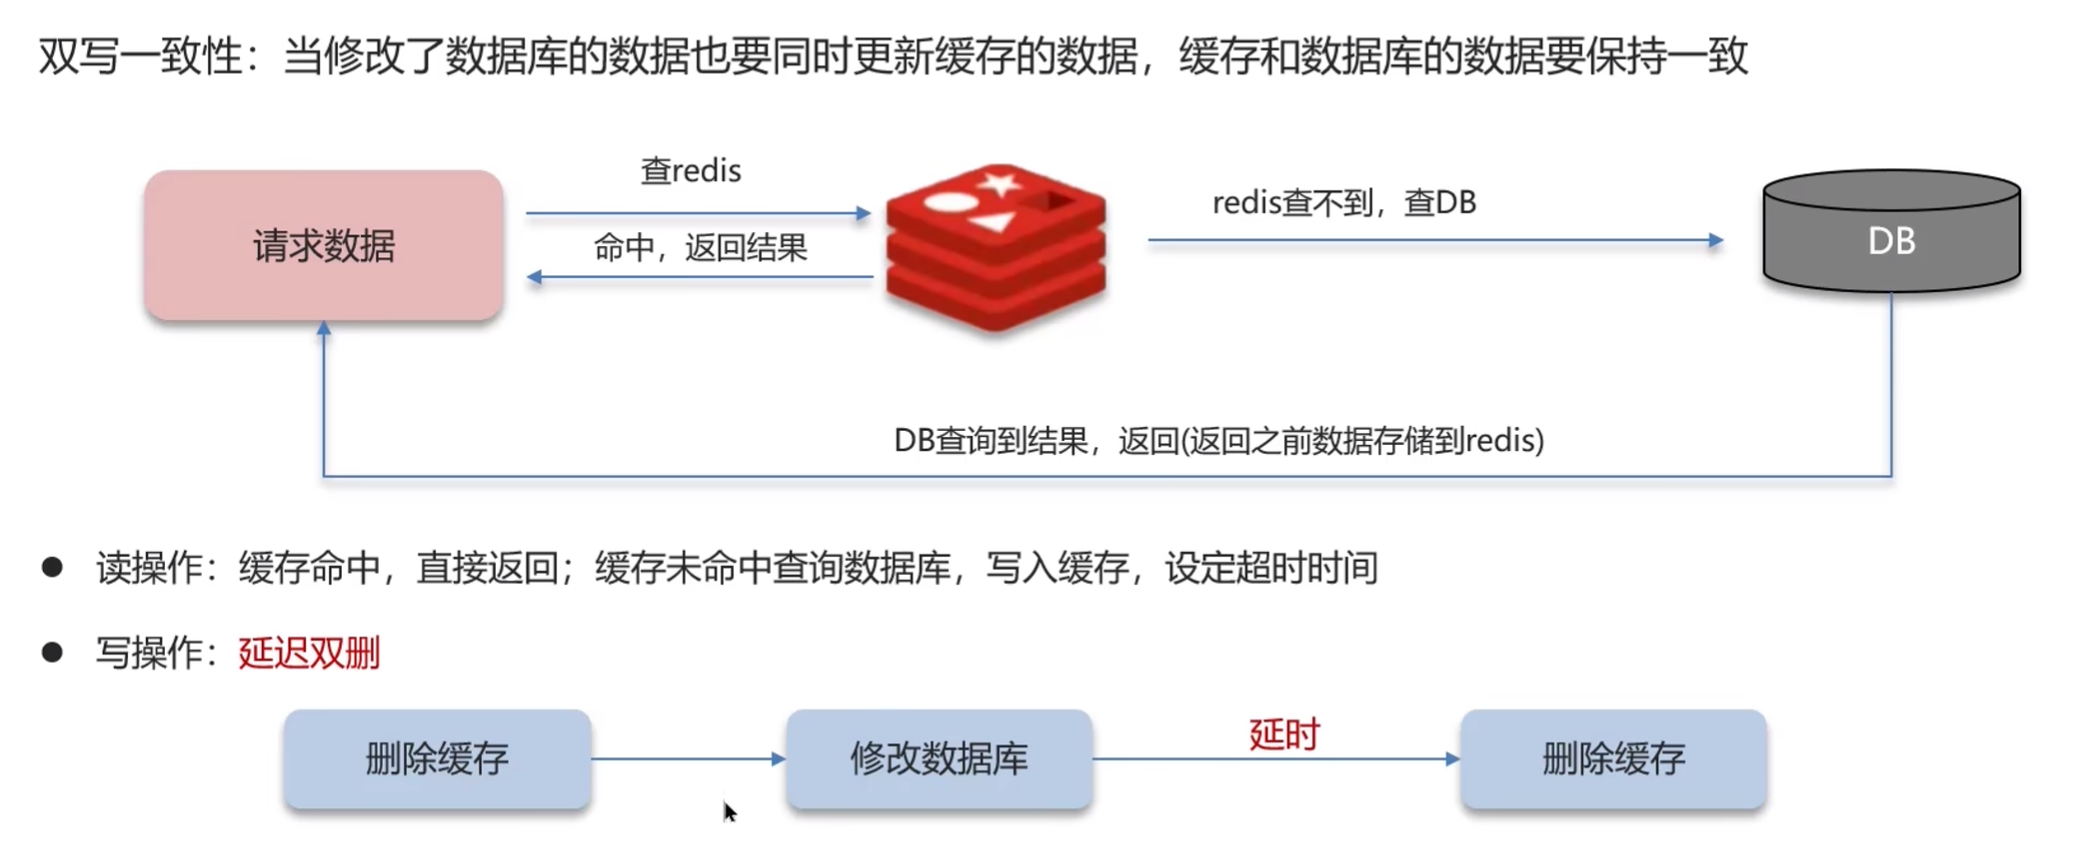 双写一致性：当修改了数据库的数据也要同时更新缓存的数据，缓存和数据库的数据要保持一致
查redis
redis查不到，查DB
请求数据
命中，返回结果
DB
DB查询到结果，返回(返回之前数据存储到redis)
● 读操作：缓存命中，直接返回；缓存未命中查询数据库，写入缓存，设定超时时间
● 写操作：延迟双删
删除缓存
修改数据库
延时
删除缓存